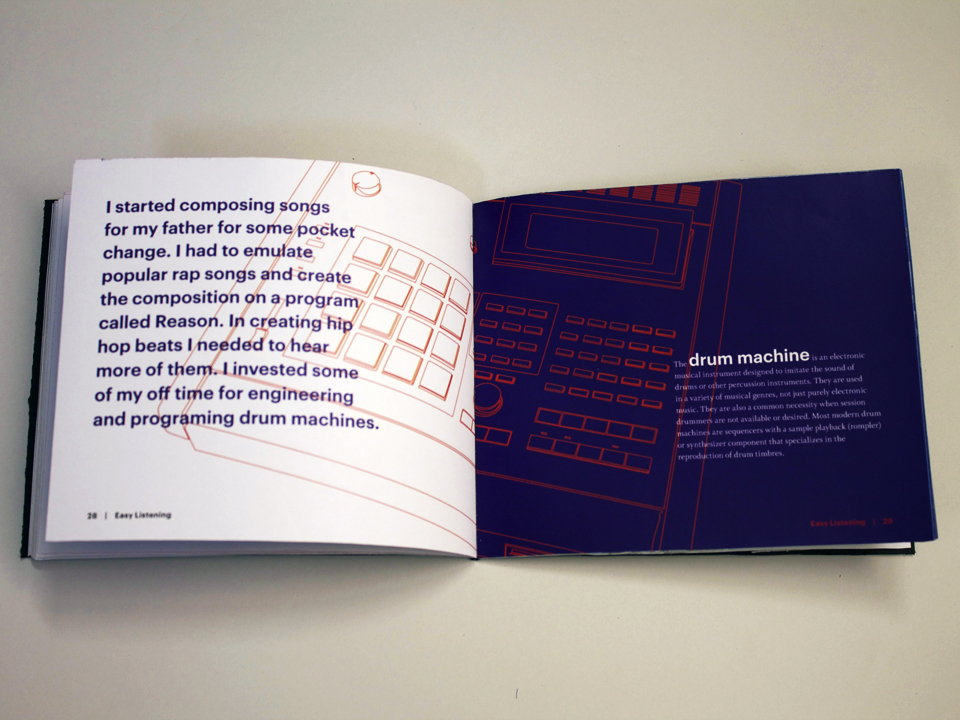 I started composing songs
for my father for some pocket
change. I had to emulate
popular rap songs and create
the composition on a program
called Reason. In creating hip
hop beats I needed to hear
more of them. I invested some
of my off time for engineering
and programing drum machines.
28 | Easy Listening
The drum machine is an electronic
musical instrument designed to imitate the sound of
drums or other percussion instruments. They are used
in a variety of musical genres, not just purely electronic
music. They are also a common necessity when session
drummers are not available or desired. Most modern drum
machines are sequencers with a sample playback (rompler)
or synthesizer component that specializes in the
reproduction of drum timbres.
Easy Listening | 29